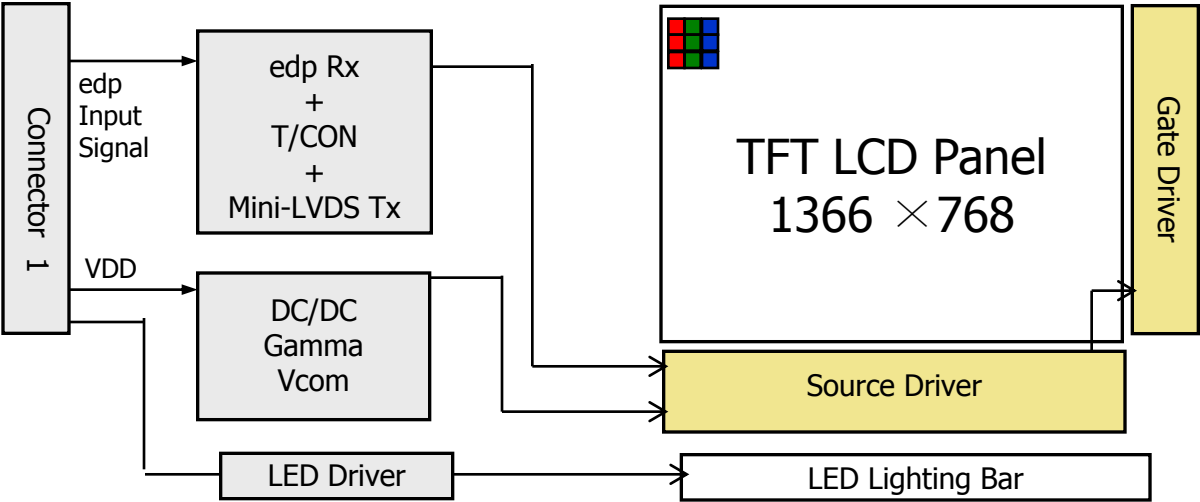 Connector 1
edp
Input
Signal
edp Rx
+
T/CON
+
Mini-LVDS Tx
VDD
DC/DC
Gamma
Vcom
LED Driver
TFT LCD Panel
1366 ×768
Gate Driver
Source Driver
LED Lighting Bar